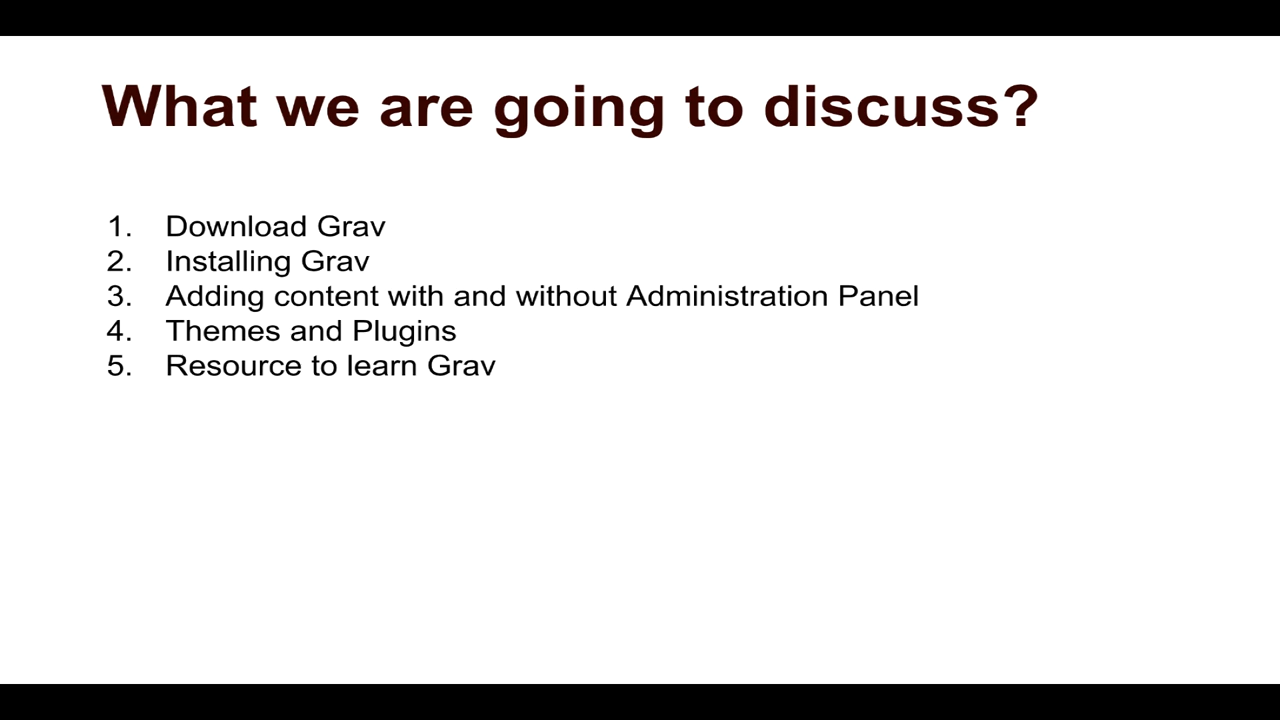 What we are going to discuss?
1. Download Grav
2. Installing Grav
3. Adding content with and without Administration Panel
4. Themes and Plugins
5. Resource to learn Grav